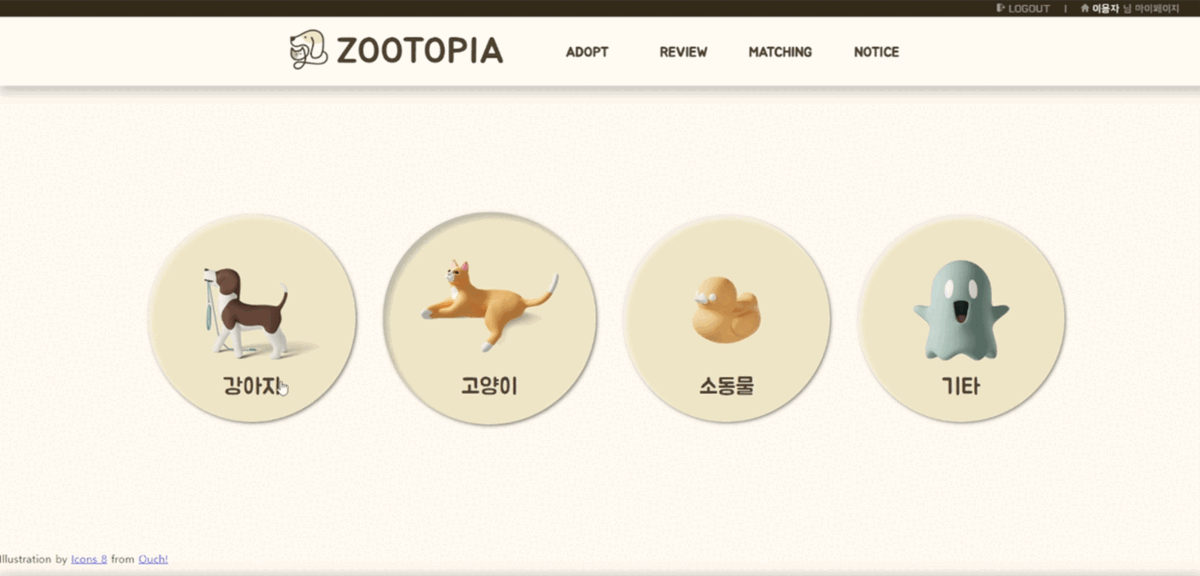 LOGOUT | 이몽자 님 마이페이지
ZOOTOPIA ADOPT REVIEW MATCHING NOTICE
강아지 고양이 소동물 기타
Illustration by Icons 8 from Ouch!